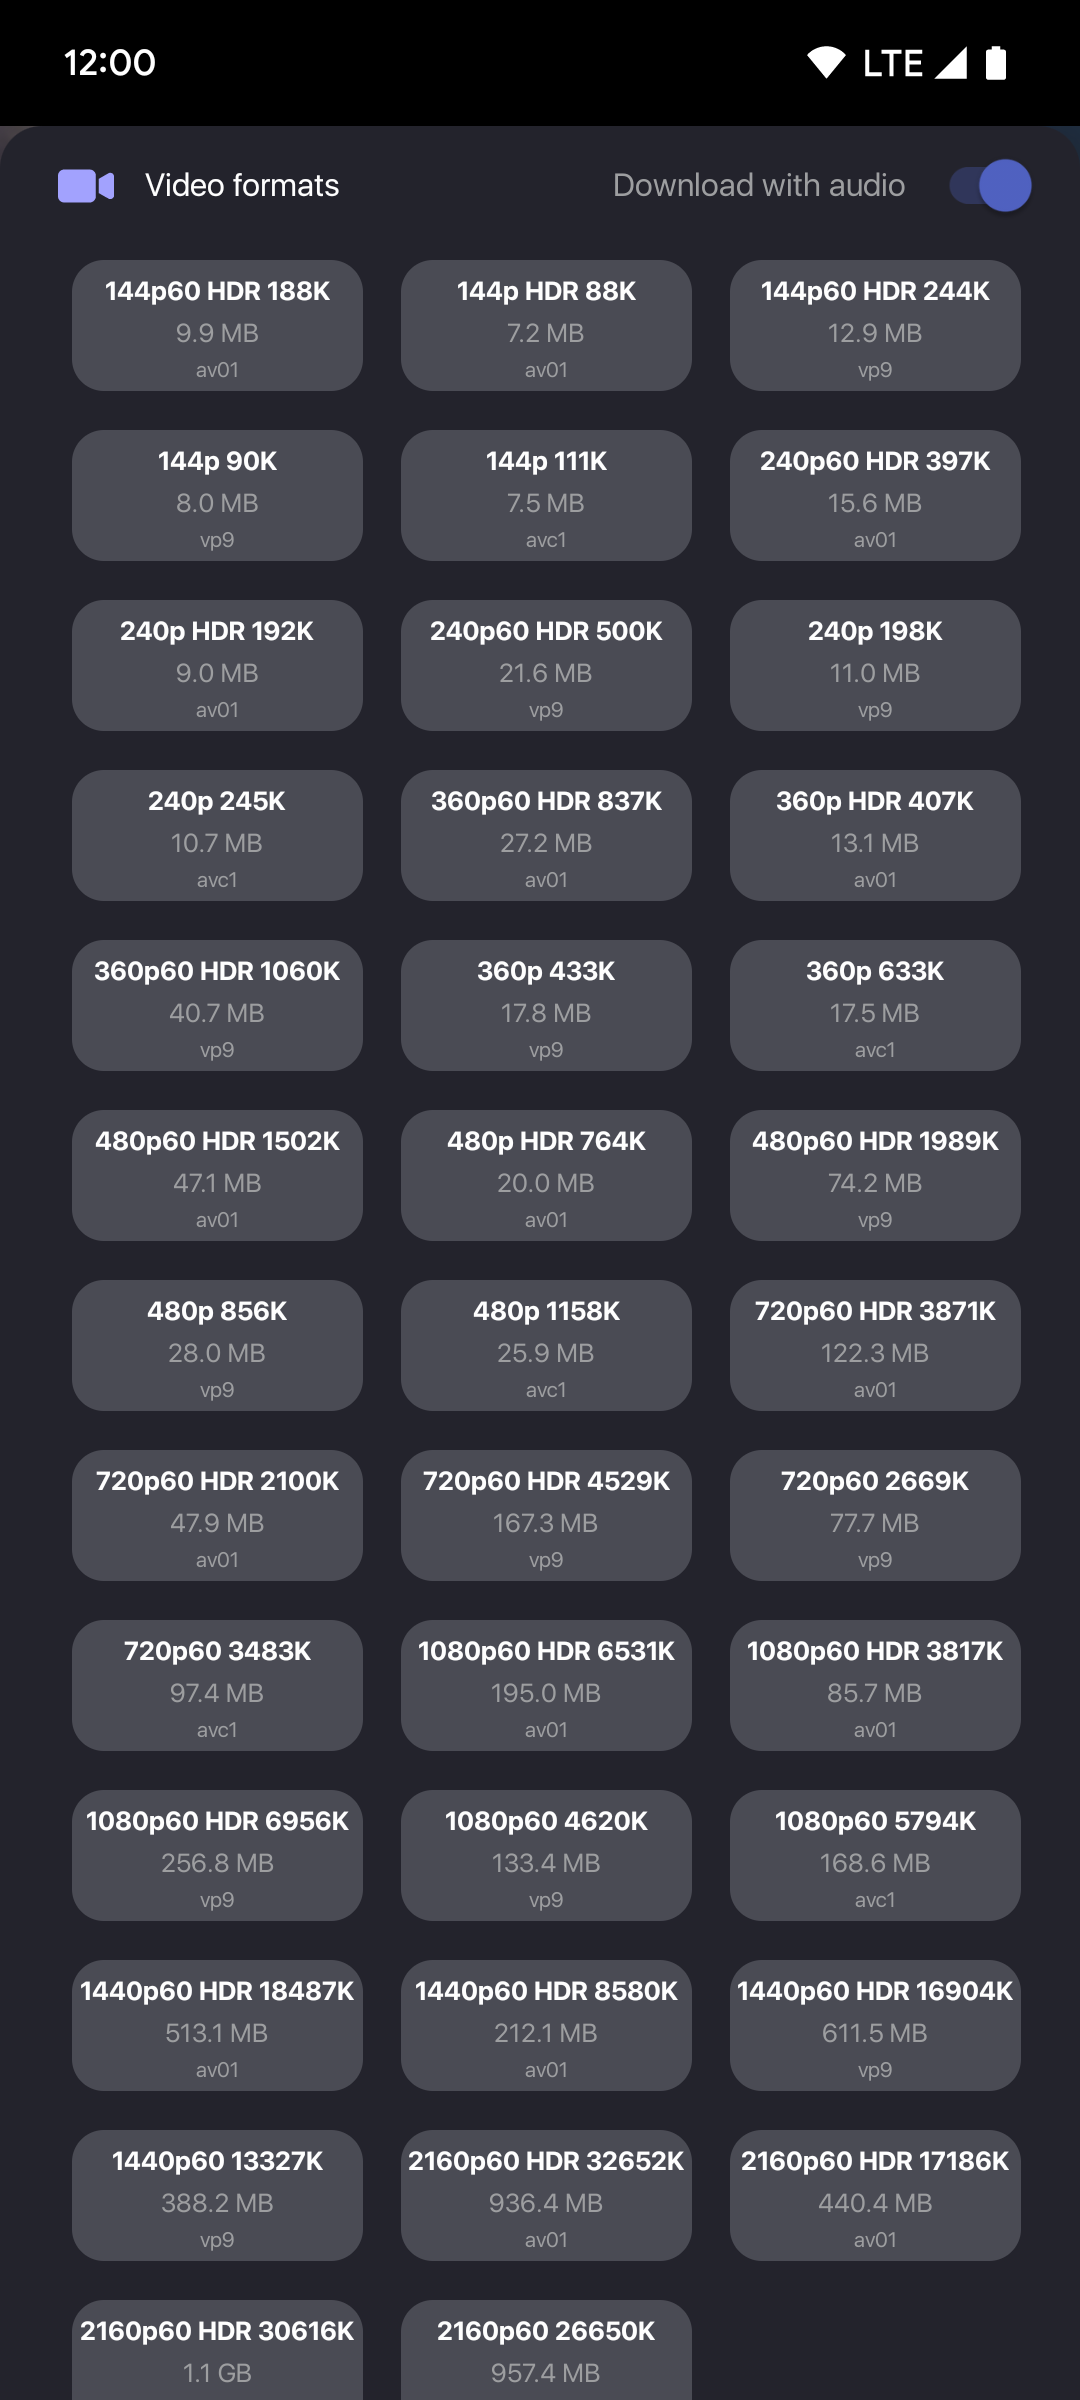 12:00 LTE
Video formats Download with audio
144p60 HDR 188K
9.9 MB
av01
144p HDR 88K
7.2 MB
av01
144p60 HDR 244K
12.9 MB
vp9
144p 90K
8.0 MB
vp9
144p 111K
7.5 MB
avc1
240p60 HDR 397K
15.6 MB
av01
240p HDR 192K
9.0 MB
av01
240p60 HDR 500K
21.6 MB
vp9
240p 198K
11.0 MB
vp9
240p 245K
10.7 MB
avc1
360p60 HDR 837K
27.2 MB
av01
360p HDR 407K
13.1 MB
av01
360p60 HDR 1060K
40.7 MB
vp9
360p 433K
17.8 MB
vp9
360p 633K
17.5 MB
avc1
480p60 HDR 1502K
47.1 MB
av01
480p HDR 764K
20.0 MB
av01
480p60 HDR 1989K
74.2 MB
vp9
480p 856K
28.0 MB
vp9
480p 1158K
25.9 MB
avc1
720p60 HDR 3871K
122.3 MB
av01
720p60 HDR 2100K
47.9 MB
av01
720p60 HDR 4529K
167.3 MB
vp9
720p60 2669K
77.7 MB
vp9
720p60 3483K
97.4 MB
avc1
1080p60 HDR 6531K
195.0 MB
av01
1080p60 HDR 3817K
85.7 MB
av01
1080p60 HDR 6956K
256.8 MB
vp9
1080p60 4620K
133.4 MB
vp9
1080p60 5794K
168.6 MB
avc1
1440p60 HDR 18487K
513.1 MB
av01
1440p60 HDR 8580K
212.1 MB
av01
1440p60 HDR 16904K
611.5 MB
vp9
1440p60 13327K
388.2 MB
vp9
2160p60 HDR 32652K
936.4 MB
av01
2160p60 HDR 17186K
440.4 MB
av01
2160p60 HDR 30616K
1.1 GB
2160p60 26650K
957.4 MB